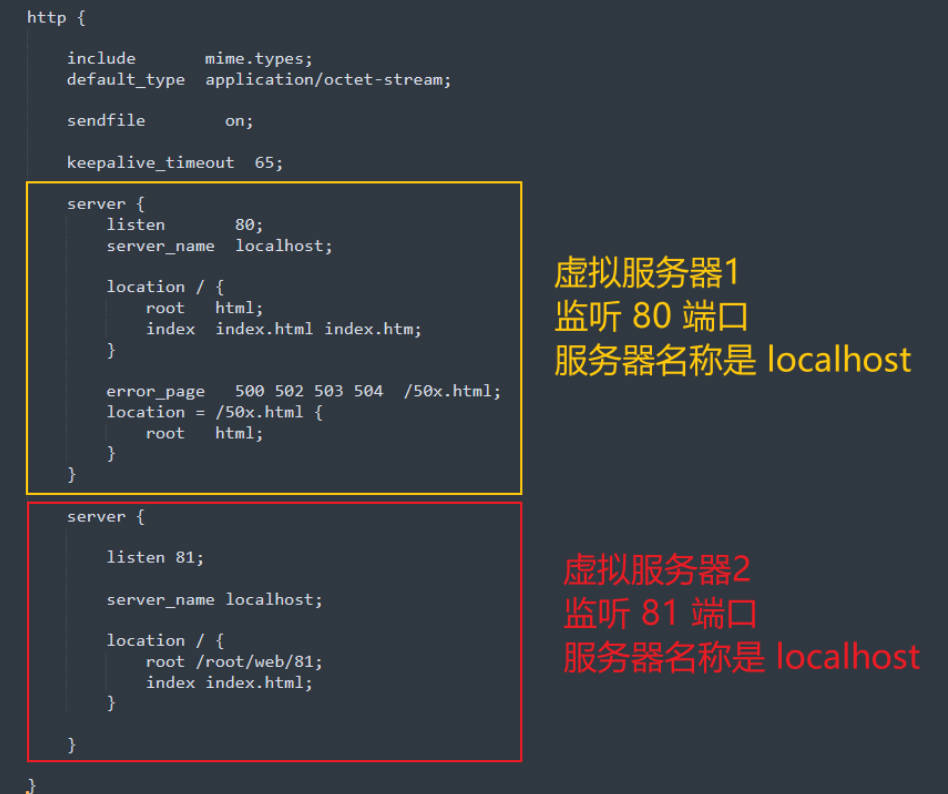 http {
include       mime.types;
default_type  application/octet-stream;
sendfile        on;
keepalive_timeout  65;
server {
listen       80;
server_name  localhost;
location / {
root   html;
index  index.html index.htm;
}
error_page   500 502 503 504  /50x.html;
location = /50x.html {
root   html;
}
}
虚拟服务器1
监听 80 端口
服务器名称是 localhost
server {
listen 81;
server_name localhost;
location / {
root /root/web/81;
index index.html;
}
}
虚拟服务器2
监听 81 端口
服务器名称是 localhost
}